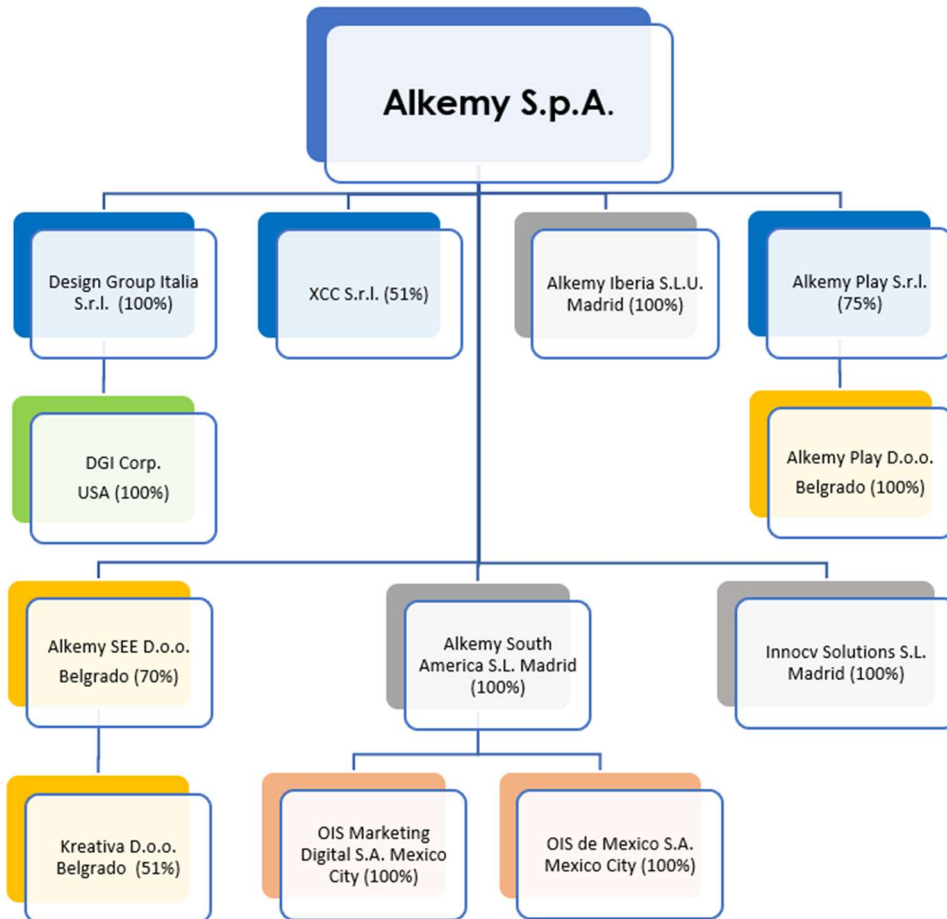 Alkemy S.p.A.
Design Group Italia
S.r.l. (100%)
XCC S.r.l. (51%)
Alkemy Iberia S.L.U.
Madrid (100%)
Alkemy Play S.r.l.
(75%)
DGI Corp.
USA (100%)
Alkemy Play D.o.o.
Belgrado (100%)
Alkemy SEE D.o.o.
Belgrado (70%)
Alkemy South
America S.L. Madrid
(100%)
Innocv Solutions S.L.
Madrid (100%)
Kreativa D.o.o.
Belgrado (51%)
OIS Marketing
Digital S.A. Mexico
City (100%)
OIS de Mexico S.A.
Mexico City (100%)